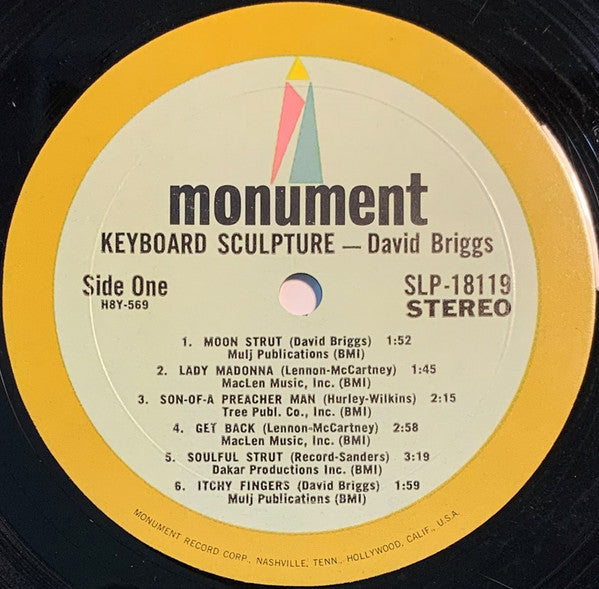 monument
KEYBOARD SCULPTURE — David Briggs
Side One
H8Y-569
SLP-18119
STEREO
1. MOON STRUT (David Briggs) 1:52
Mulj Publications (BMI)
2. LADY MADONNA (Lennon-McCartney) 1:45
MacLen Music, Inc. (BMI)
3. SON-OF-A PREACHER MAN (Hurley-Wilkins) 2:15
Tree Publ. Co., Inc. (BMI)
4. GET BACK (Lennon-McCartney) 2:58
MacLen Music, Inc. (BMI)
5. SOULFUL STRUT (Record-Sanders) 3:19
Dakar Productions Inc. (BMI)
6. ITCHY FINGERS (David Briggs) 1:59
Mulj Publications (BMI)
MONUMENT RECORD CORP., NASHVILLE, TENN., HOLLYWOOD, CALIF., U.S.A.